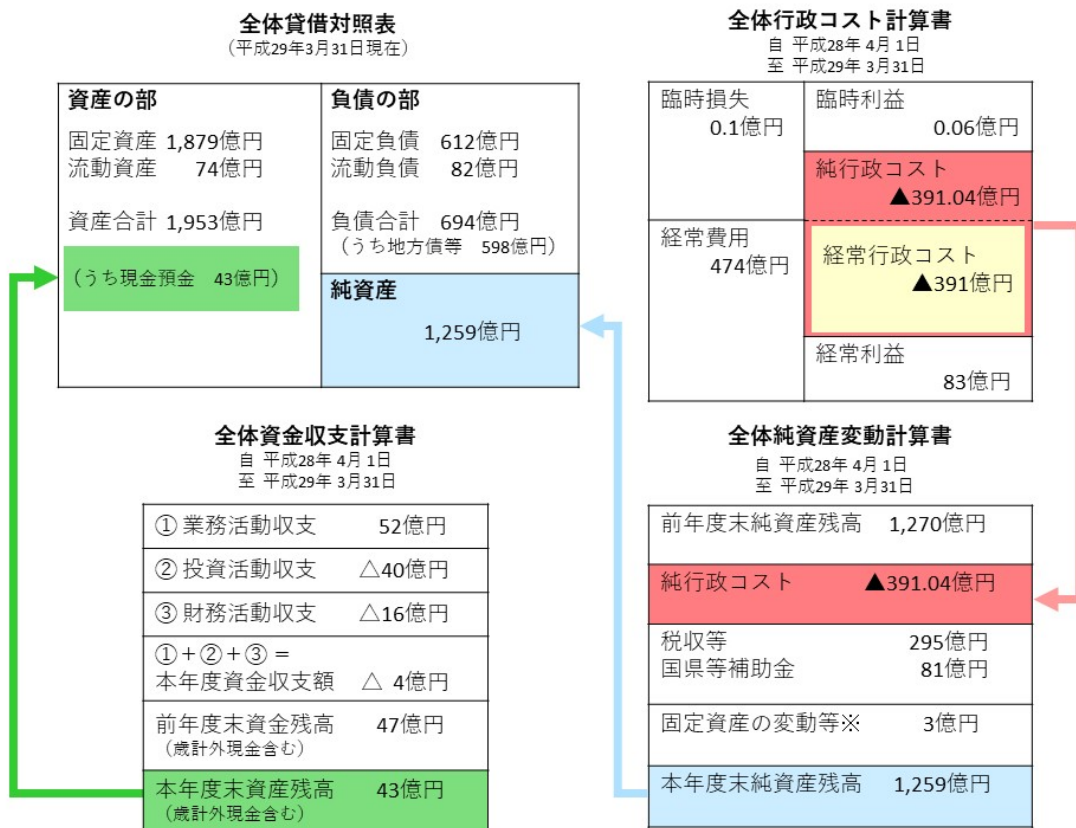 全体貸借対照表
（平成29年3月31日現在）
資産の部
固定資産 1,879億円
流動資産 74億円
資産合計 1,953億円
（うち現金預金 43億円）
負債の部
固定負債 612億円
流動負債 82億円
負債合計 694億円
（うち地方債等 598億円）
純資産
1,259億円
全体行政コスト計算書
自 平成28年 4月 1日
至 平成29年 3月31日
臨時損失
0.1億円
経常費用
474億円
臨時利益
0.06億円
純行政コスト
▲391.04億円
経常行政コスト
▲391億円
経常利益
83億円
全体資金収支計算書
自 平成28年 4月 1日
至 平成29年 3月31日
① 業務活動収支 52億円
② 投資活動収支 △40億円
③ 財務活動収支 △16億円
①＋②＋③ =
本年度資金収支額 △ 4億円
前年度末資金残高 47億円
（歳計外現金含む）
本年度末資産残高 43億円
（歳計外現金含む）
全体純資産変動計算書
自 平成28年 4月 1日
至 平成29年 3月31日
前年度末純資産残高 1,270億円
純行政コスト ▲391.04億円
税収等 295億円
国県等補助金 81億円
固定資産の変動等※ 3億円
本年度末純資産残高 1,259億円